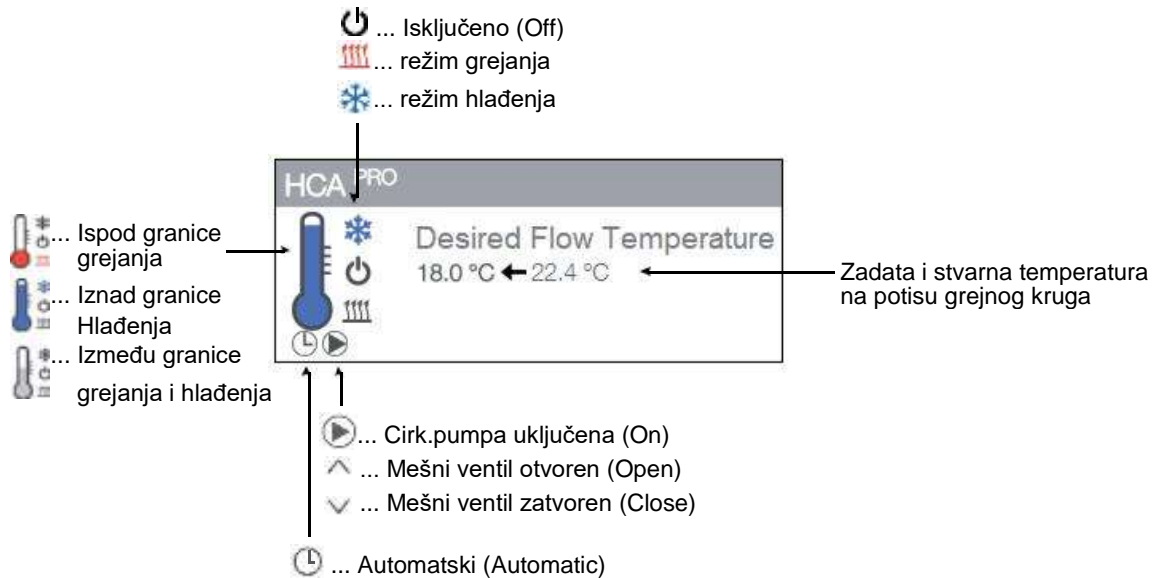 ... Isključeno (Off)
... režim grejanja
... režim hlađenja
HCA PRO
Desired Flow Temperature
18.0 °C 22.4 °C
... Ispod granice
grejanja
... Iznad granice
Hlađenja
... Između granice
grejanja i hlađenja
Zadata i stvarna temperatura
na potisu grejnog kruga
... Cirk.pumpa uključena (On)
... Mešni ventil otvoren (Open)
... Mešni ventil zatvoren (Close)
... Automatski (Automatic)